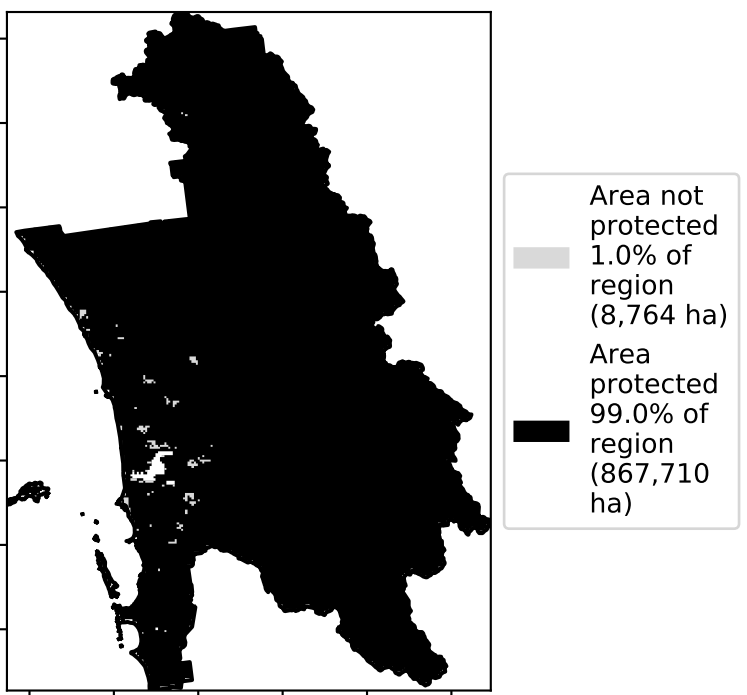 Area not
protected
1.0% of
region
(8,764 ha)
Area
protected
99.0% of
region
(867,710
ha)